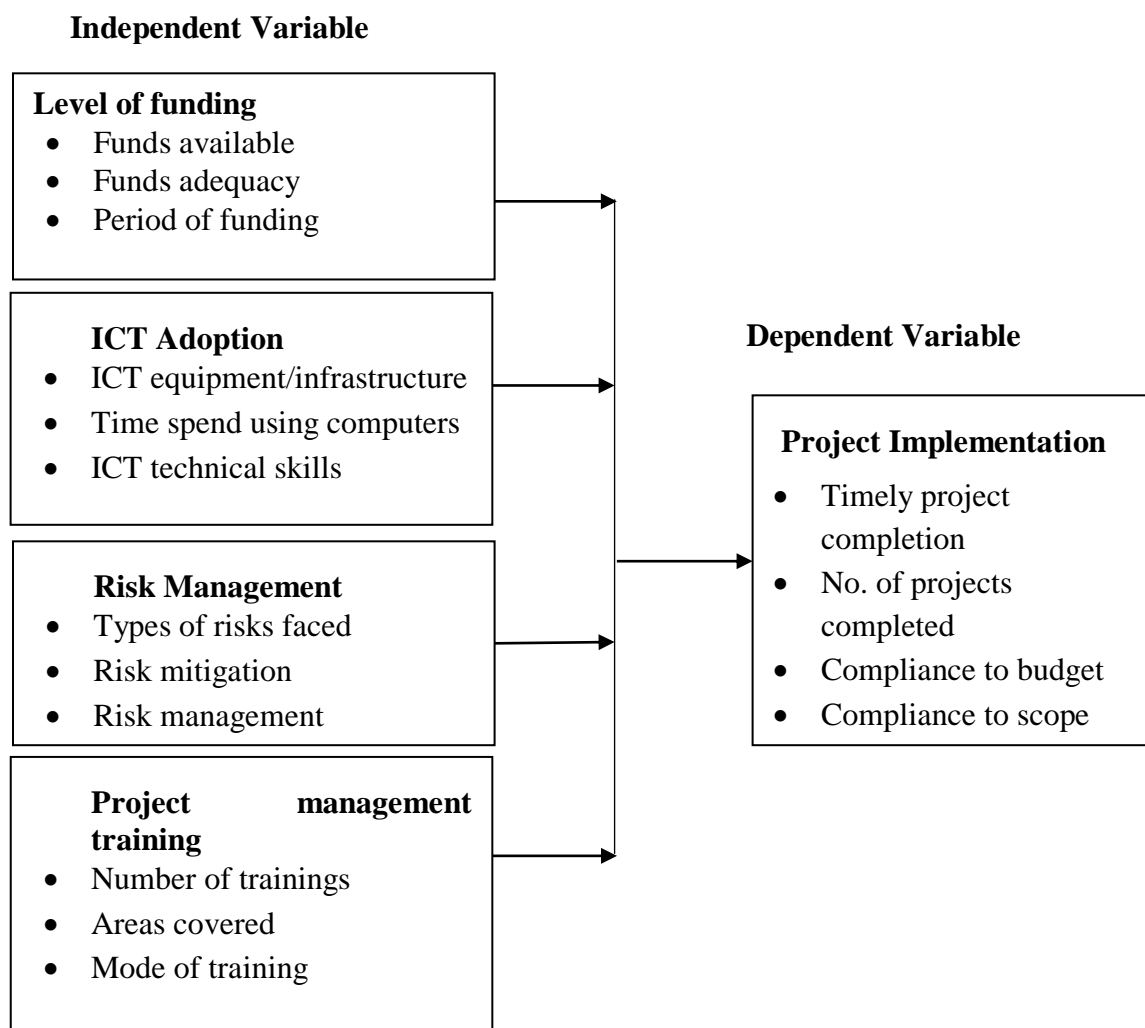 Independent Variable
Level of funding
• Funds available
• Funds adequacy
• Period of funding
ICT Adoption
• ICT equipment/infrastructure
• Time spend using computers
• ICT technical skills
Risk Management
• Types of risks faced
• Risk mitigation
• Risk management
Project management
training
• Number of trainings
• Areas covered
• Mode of training
Dependent Variable
Project Implementation
• Timely project
completion
• No. of projects
completed
• Compliance to budget
• Compliance to scope